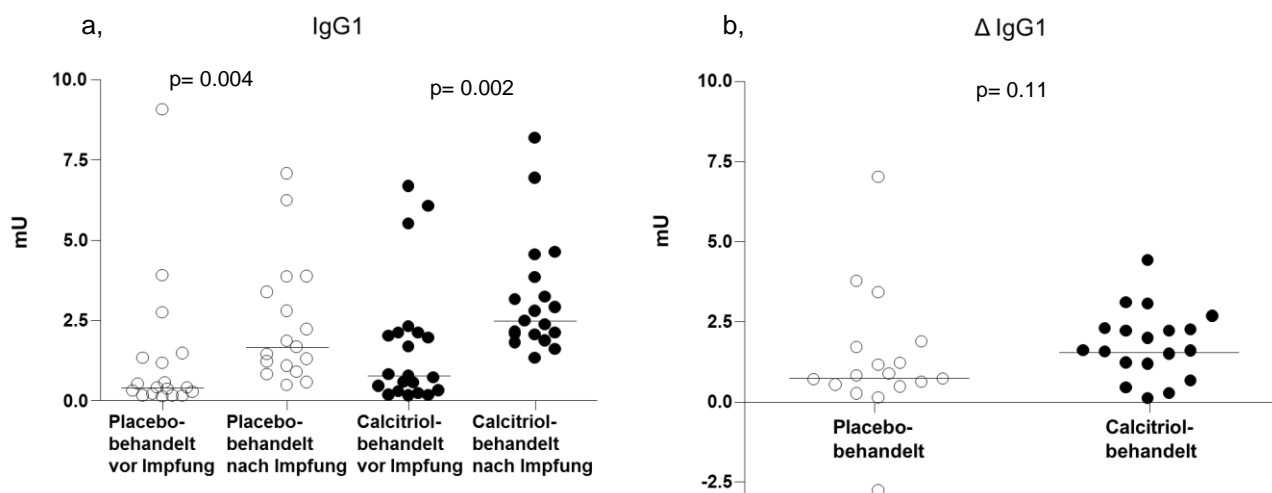 a,
IgG1
p= 0.004
p= 0.002
10.0
7.5
5.0
2.5
0.0
mU
Placebo-
behandelt
vor Impfung
Placebo-
behandelt
nach Impfung
Calcitriol-
behandelt
vor Impfung
Calcitriol-
behandelt
nach Impfung
b,
Δ IgG1
p= 0.11
10.0
7.5
5.0
2.5
0.0
-2.5
mU
Placebo-
behandelt
Calcitriol-
behandelt